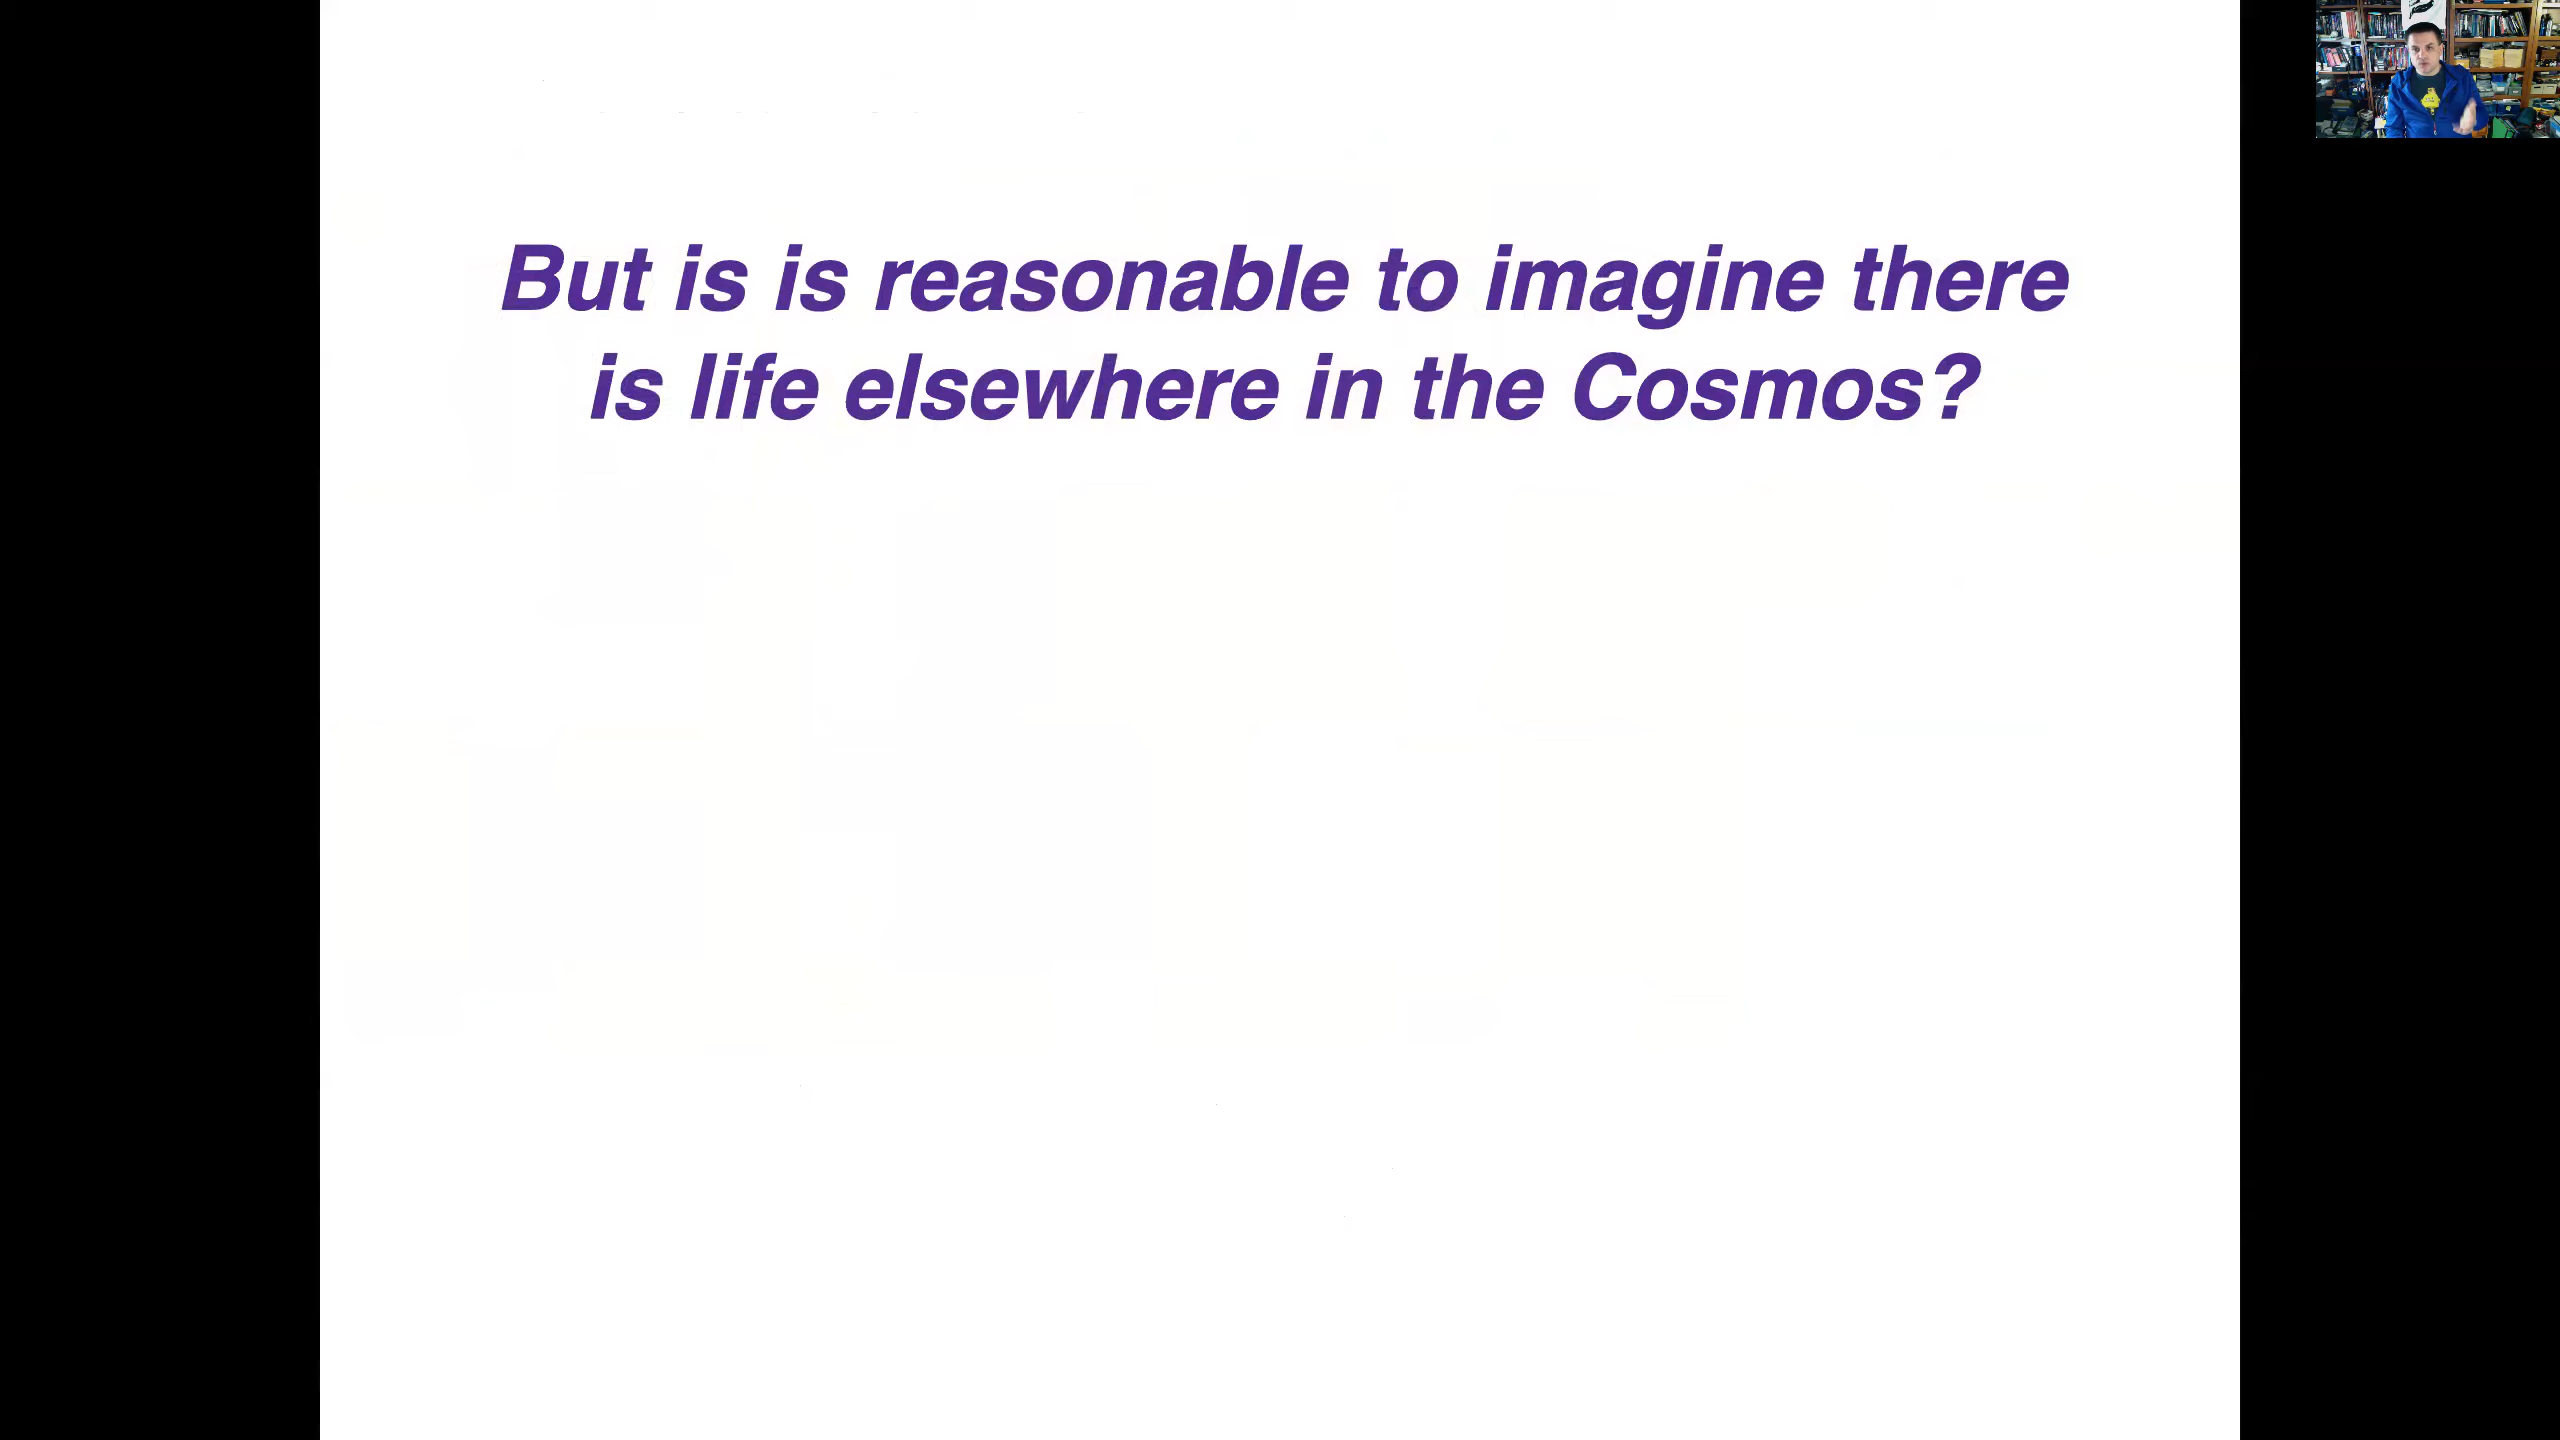 But is is reasonable to imagine there
is life elsewhere in the Cosmos?